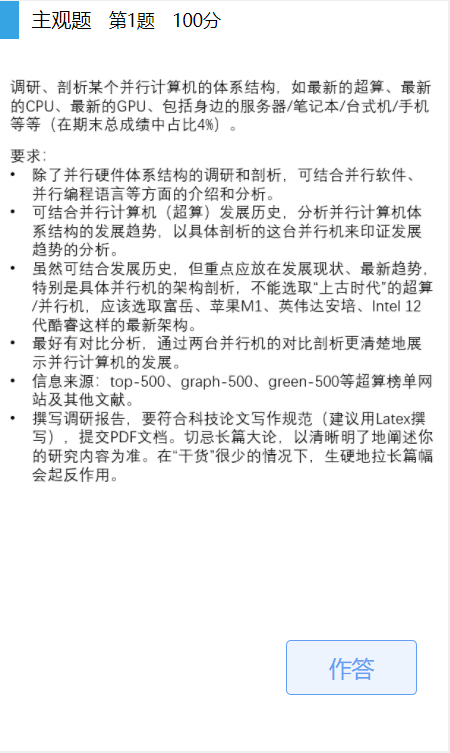 主观题 第1题 100分
调研、剖析某个并行计算机的体系结构，如最新的超算、最新
的CPU、最新的GPU、包括身边的服务器/笔记本/台式机/手机
等等（在期末总成绩中占比4%）。
要求：
• 除了并行硬件体系结构的调研和剖析，可结合并行软件、
并行编程语言等方面的介绍和分析。
• 可结合并行计算机（超算）发展历史，分析并行计算机体
系结构的发展趋势，以具体剖析的这台并行机来印证发展
趋势的分析。
• 虽然可结合发展历史，但重点应放在发展现状、最新趋势，
特别是具体并行机的架构剖析，不能选取“上古时代”的超算
/并行机，应该选取富岳、苹果M1、英伟达安培、Intel 12
代酷睿这样的最新架构。
• 最好有对比分析，通过两台并行机的对比剖析更清楚地展
示并行计算机的发展。
• 信息来源：top-500、graph-500、green-500等超算榜单网
站及其他文献。
• 撰写调研报告，要符合科技论文写作规范（建议用Latex撰
写），提交PDF文档。切忌长篇大论，以清晰明了地阐述你
的研究内容为准。在“干货”很少的情况下，生硬地拉长篇幅
会起反作用。
作答